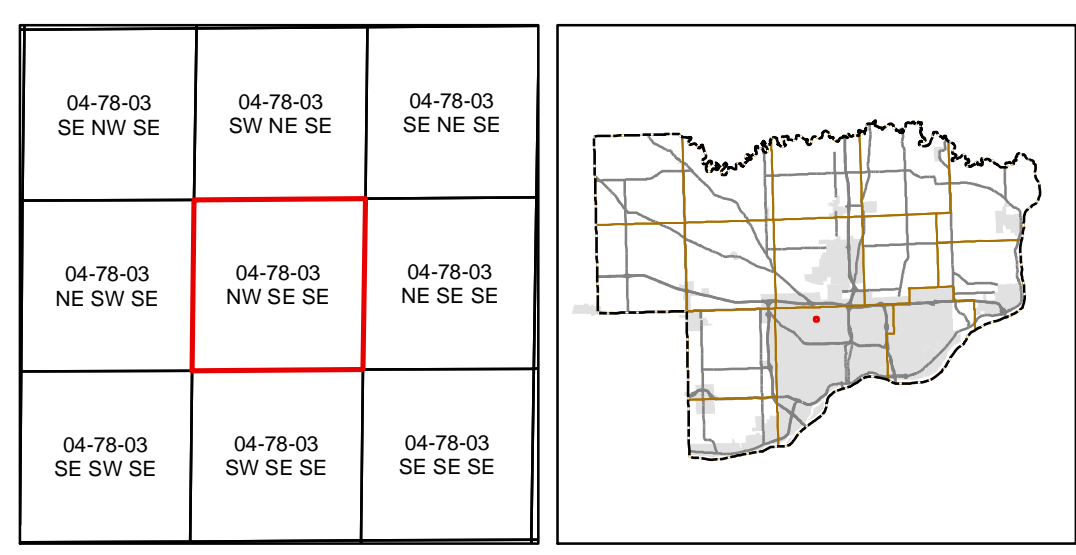 04-78-03
SE NW SE
04-78-03
SW NE SE
04-78-03
SE NE SE
04-78-03
NE SW SE
04-78-03
NW SE SE
04-78-03
NE SE SE
04-78-03
SE SW SE
04-78-03
SW SE SE
04-78-03
SE SE SE